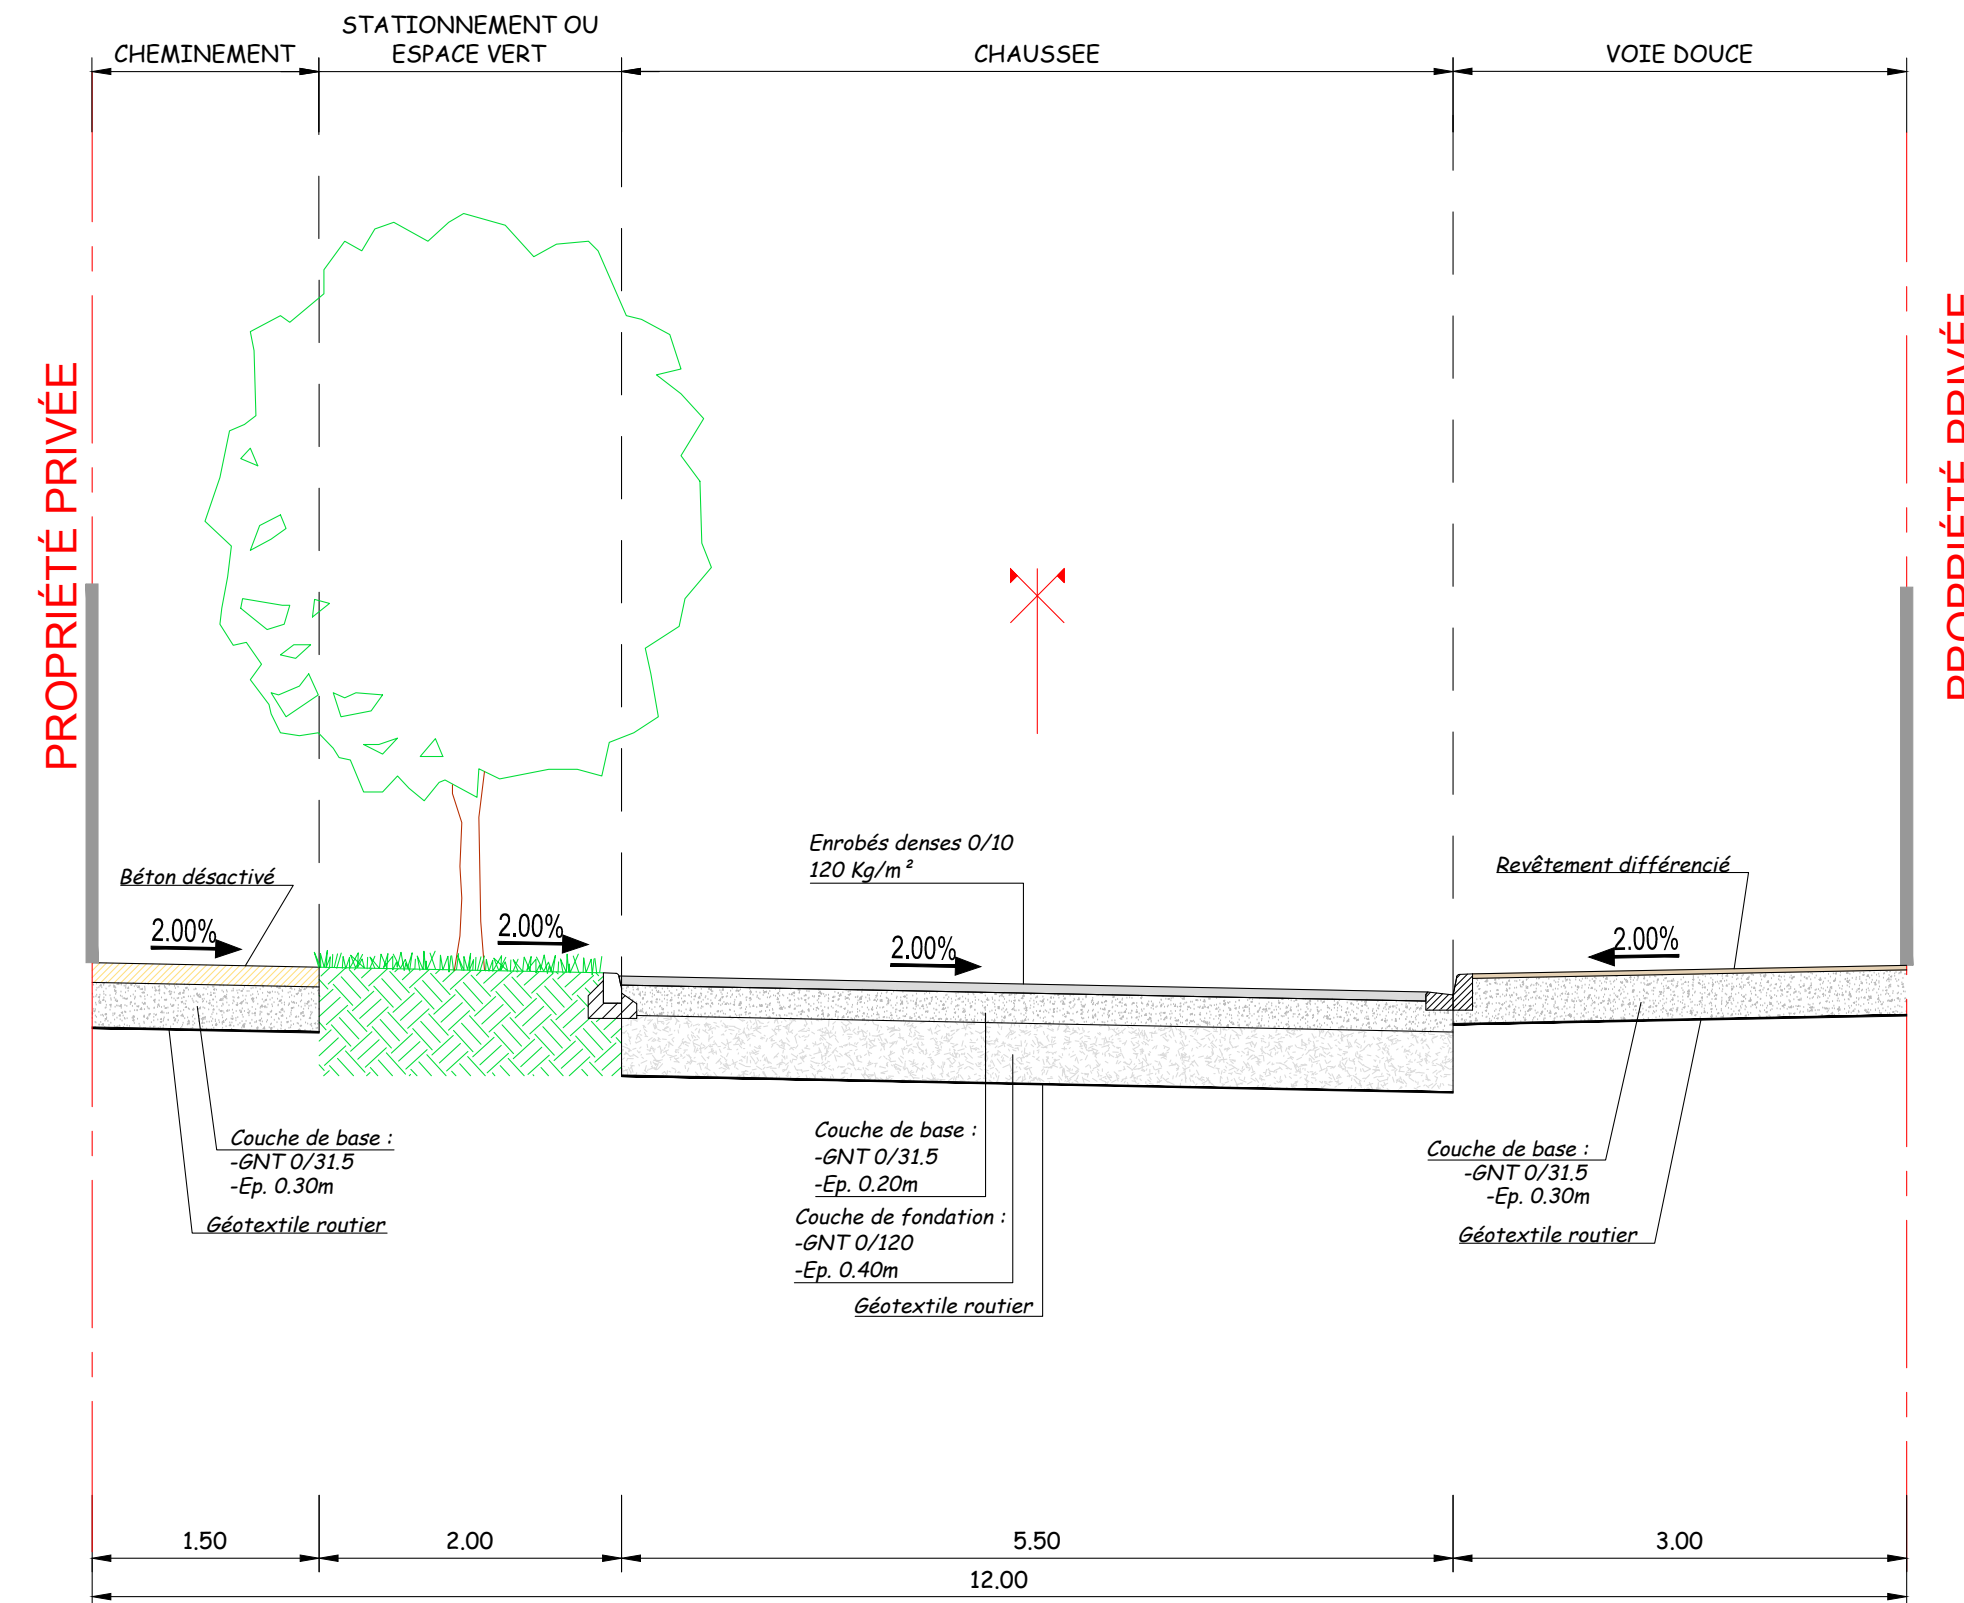 STATIONNEMENT OU
CHEMINEMENT
ESPACE VERT
CHAUSSEE
VOIE DOUCE
PROPRIÉTÉ PRIVÉE
PROPRIÉTÉ PRIVÉE
Enrobés denses 0/10
120 Kg/m²
Béton désactivé
Revêtement différencié
2.00%
2.00%
2.00%
2.00%
Couche de base :
-GNT 0/31.5
-Ep. 0.30m
Géotextile routier
Couche de base :
-GNT 0/31.5
-Ep. 0.20m
Couche de fondation :
-GNT 0/120
-Ep. 0.40m
Géotextile routier
Couche de base :
-GNT 0/31.5
-Ep. 0.30m
Géotextile routier
1.50
2.00
5.50
3.00
12.00